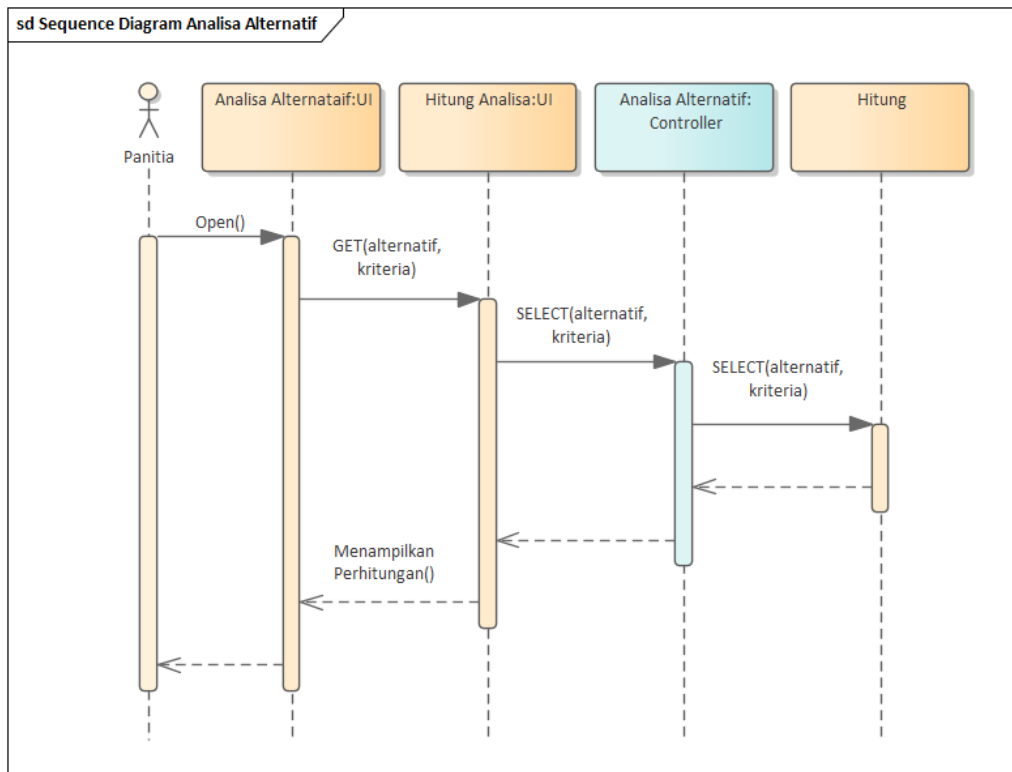 sd Sequence Diagram Analisa Alternatif
Analisa Alternataif:UI
Hitung Analisa:UI
Analisa Alternatif:
Controller
Hitung
Panitia
Open()
GET(alternatif,
kriteria)
SELECT(alternatif,
kriteria)
SELECT(alternatif,
kriteria)
Menampilkan
Perhitungan()